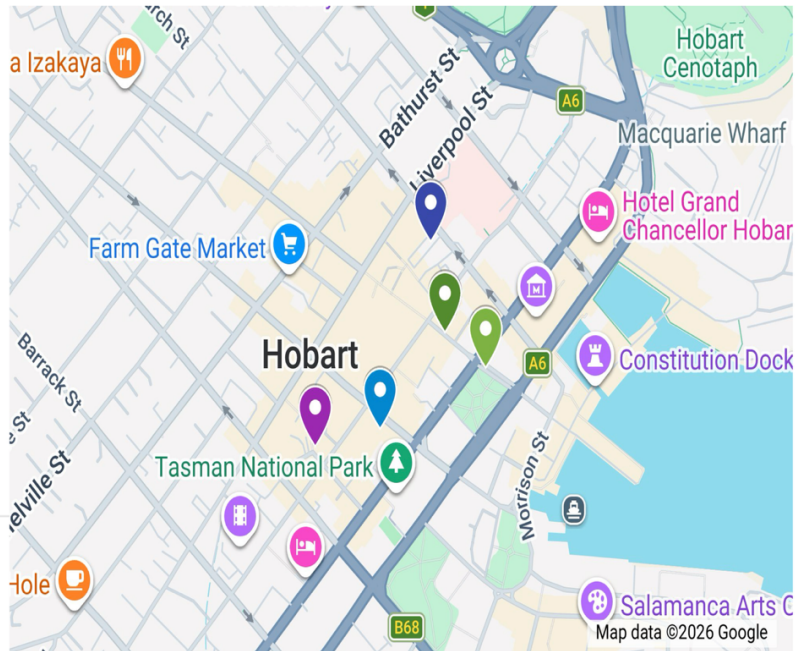 urch St
a Izakaya
Bathurst St
Liverpool St
A6
Hobart
Cenotaph
Macquarie Wharf
Hotel Grand
Chancellor Hobar
Farm Gate Market
M
Hobart
Barrack St
A6
Constitution Dock
e St
elville St
Tasman National Park
Morrison St
Hole
B68
Salamanca Arts C
Map data ©2026 Google